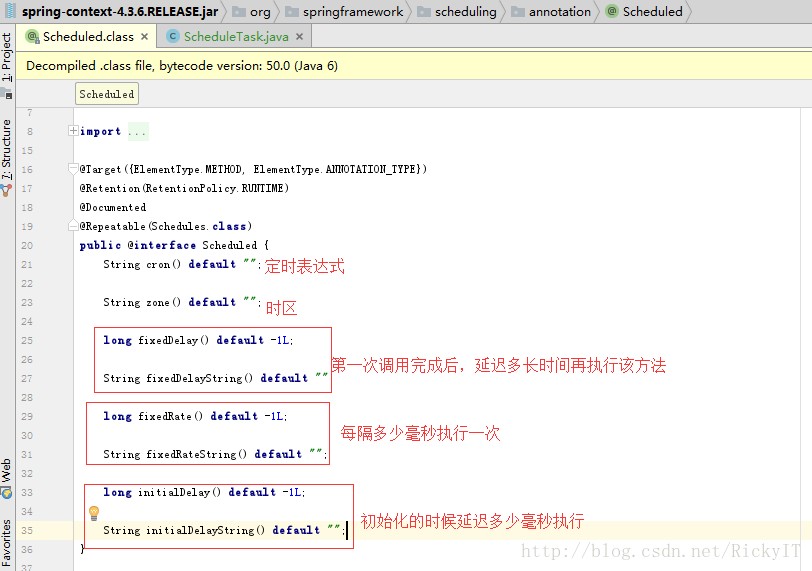 spring-context-4.3.6.RELEASE.jar org springframework scheduling annotation Scheduled
Scheduled.class × ScheduleTask.java ×
Decompiled .class file, bytecode version: 50.0 (Java 6)
Scheduled
1: Project
7: Structure
Web
Favorites
7
8 import ...
15
16 @Target({ElementType.METHOD, ElementType.ANNOTATION_TYPE})
17 @Retention(RetentionPolicy.RUNTIME)
18 @Documented
19 @Repeatable(Schedules.class)
20 public @interface Scheduled {
21 String cron() default ""; 定时表达式
22
23 String zone() default ""; 时区
24
25 long fixedDelay() default -1L;
26 第一次调用完成后，延迟多长时间再执行该方法
27 String fixedDelayString() default ""
28
29 long fixedRate() default -1L;
30 每隔多少毫秒执行一次
31 String fixedRateString() default "";
32
33 long initialDelay() default -1L;
34 初始化的时候延迟多少毫秒执行
35 String initialDelayString() default "";
36 }
http://blog.csdn.net/RickyIT
37